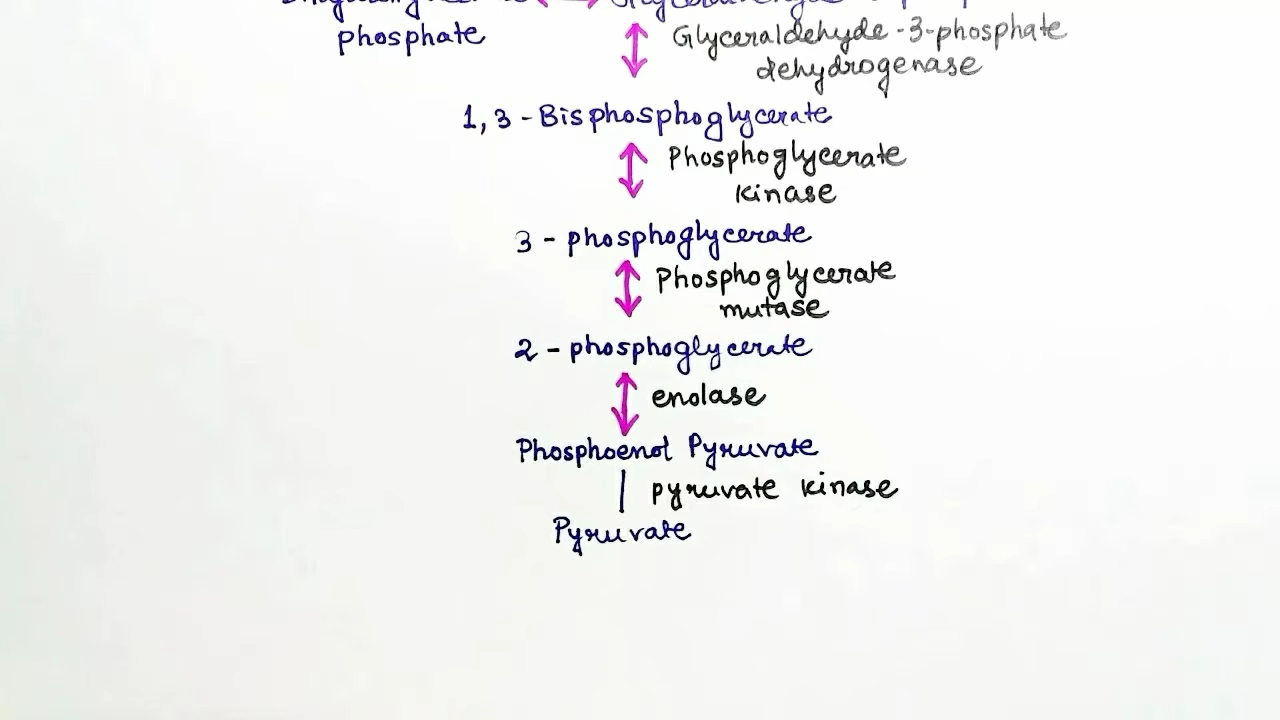 phosphate
Glyceraldehyde-3-phosphate
dehydrogenase
1,3-Bisphosphoglycerate
Phosphoglycerate
kinase
3-phosphoglycerate
Phosphoglycerate
mutase
2-phosphoglycerate
enolase
Phosphoenol Pyruvate
pyruvate kinase
Pyruvate